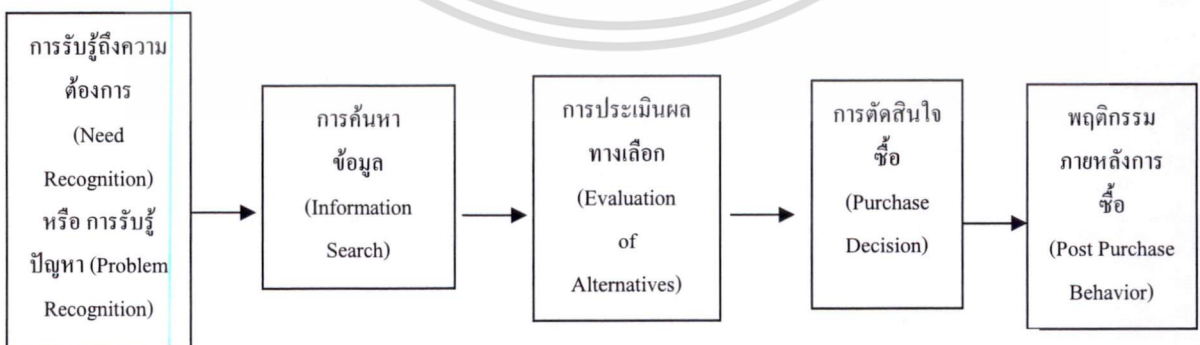 การรับรู้ถึงความ
ต้องการ
(Need
Recognition)
หรือ การรับรู้
ปัญหา (Problem
Recognition)
การค้นหา
ข้อมูล
(Information
Search)
การประเมินผล
ทางเลือก
(Evaluation
of
Alternatives)
การตัดสินใจ
ซื้อ
(Purchase
Decision)
พฤติกรรม
ภายหลังการ
ซื้อ
(Post Purchase
Behavior)